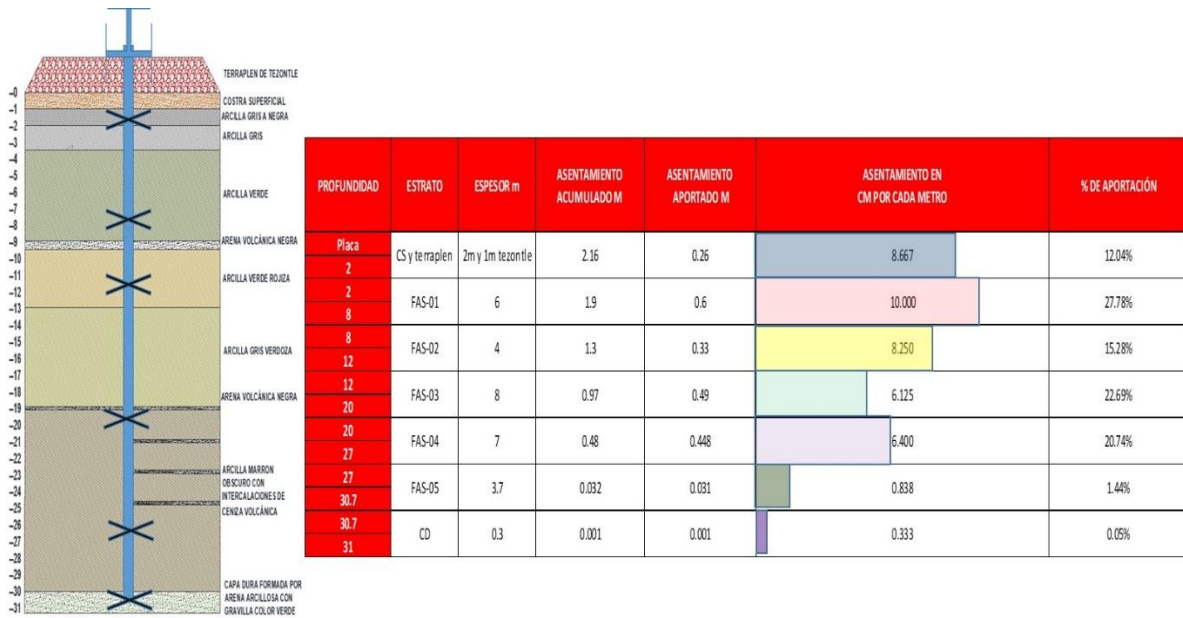 TERRAPLEN DE TEZONTLE
COSTRA SUPERFICIAL
ARCILLA GRIS A NEGRA
ARCILLA GRIS
ARCILLA VERDE
ARENA VOLCÁNICA NEGRA
ARCILLA VERDE ROJIZA
ARCILLA GRIS VERDOZA
ARENA VOLCÁNICA NEGRA
ARCILLA MARRON
OBSCURO CON
INTERCALACIONES DE
CENIZA VOLCÁNICA
CAPA DURA FORMADA POR
ARENA ARCILLOSA CON
GRAVILLA COLOR VERDE
–0
–1
–2
–3
–4
–5
–6
–7
–8
–9
–10
–11
–12
–13
–14
–15
–16
–17
–18
–19
–20
–21
–22
–23
–24
–25
–26
–27
–28
–29
–30
–31
PROFUNDIDAD ESTRATO ESPESOR m ASENTAMIENTO ACUMULADO M ASENTAMIENTO APORTADO M ASENTAMIENTO EN CM POR CADA METRO % DE APORTACIÓN
Placa
2
CS y terraplen 2m y 1m tezontle 2.16 0.26 8.667 12.04%
2
8
FAS-01 6 1.9 0.6 10.000 27.78%
8
12
FAS-02 4 1.3 0.33 8.250 15.28%
12
20
FAS-03 8 0.97 0.49 6.125 22.69%
20
27
FAS-04 7 0.48 0.448 6.400 20.74%
27
30.7
FAS-05 3.7 0.032 0.031 0.838 1.44%
30.7
31
CD 0.3 0.001 0.001 0.333 0.05%